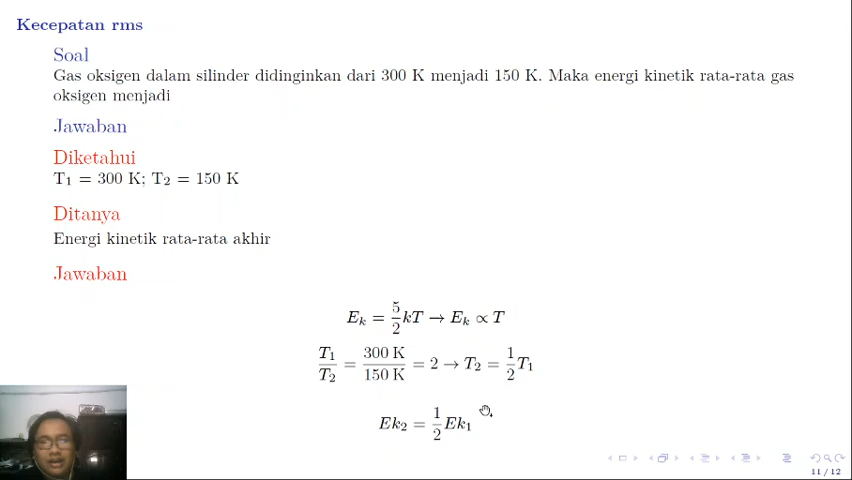 Kecepatan rms
Soal
Gas oksigen dalam silinder didinginkan dari 300 K menjadi 150 K. Maka energi kinetik rata-rata gas
oksigen menjadi
Jawaban
Diketahui
T₁ = 300 K; T₂ = 150 K
Ditanya
Energi kinetik rata-rata akhir
Jawaban
E_k = 5/2 kT → E_k ∝ T
T₁/T₂ = 300 K/150 K = 2 → T₂ = 1/2 T₁
Ek₂ = 1/2 Ek₁
11 / 12